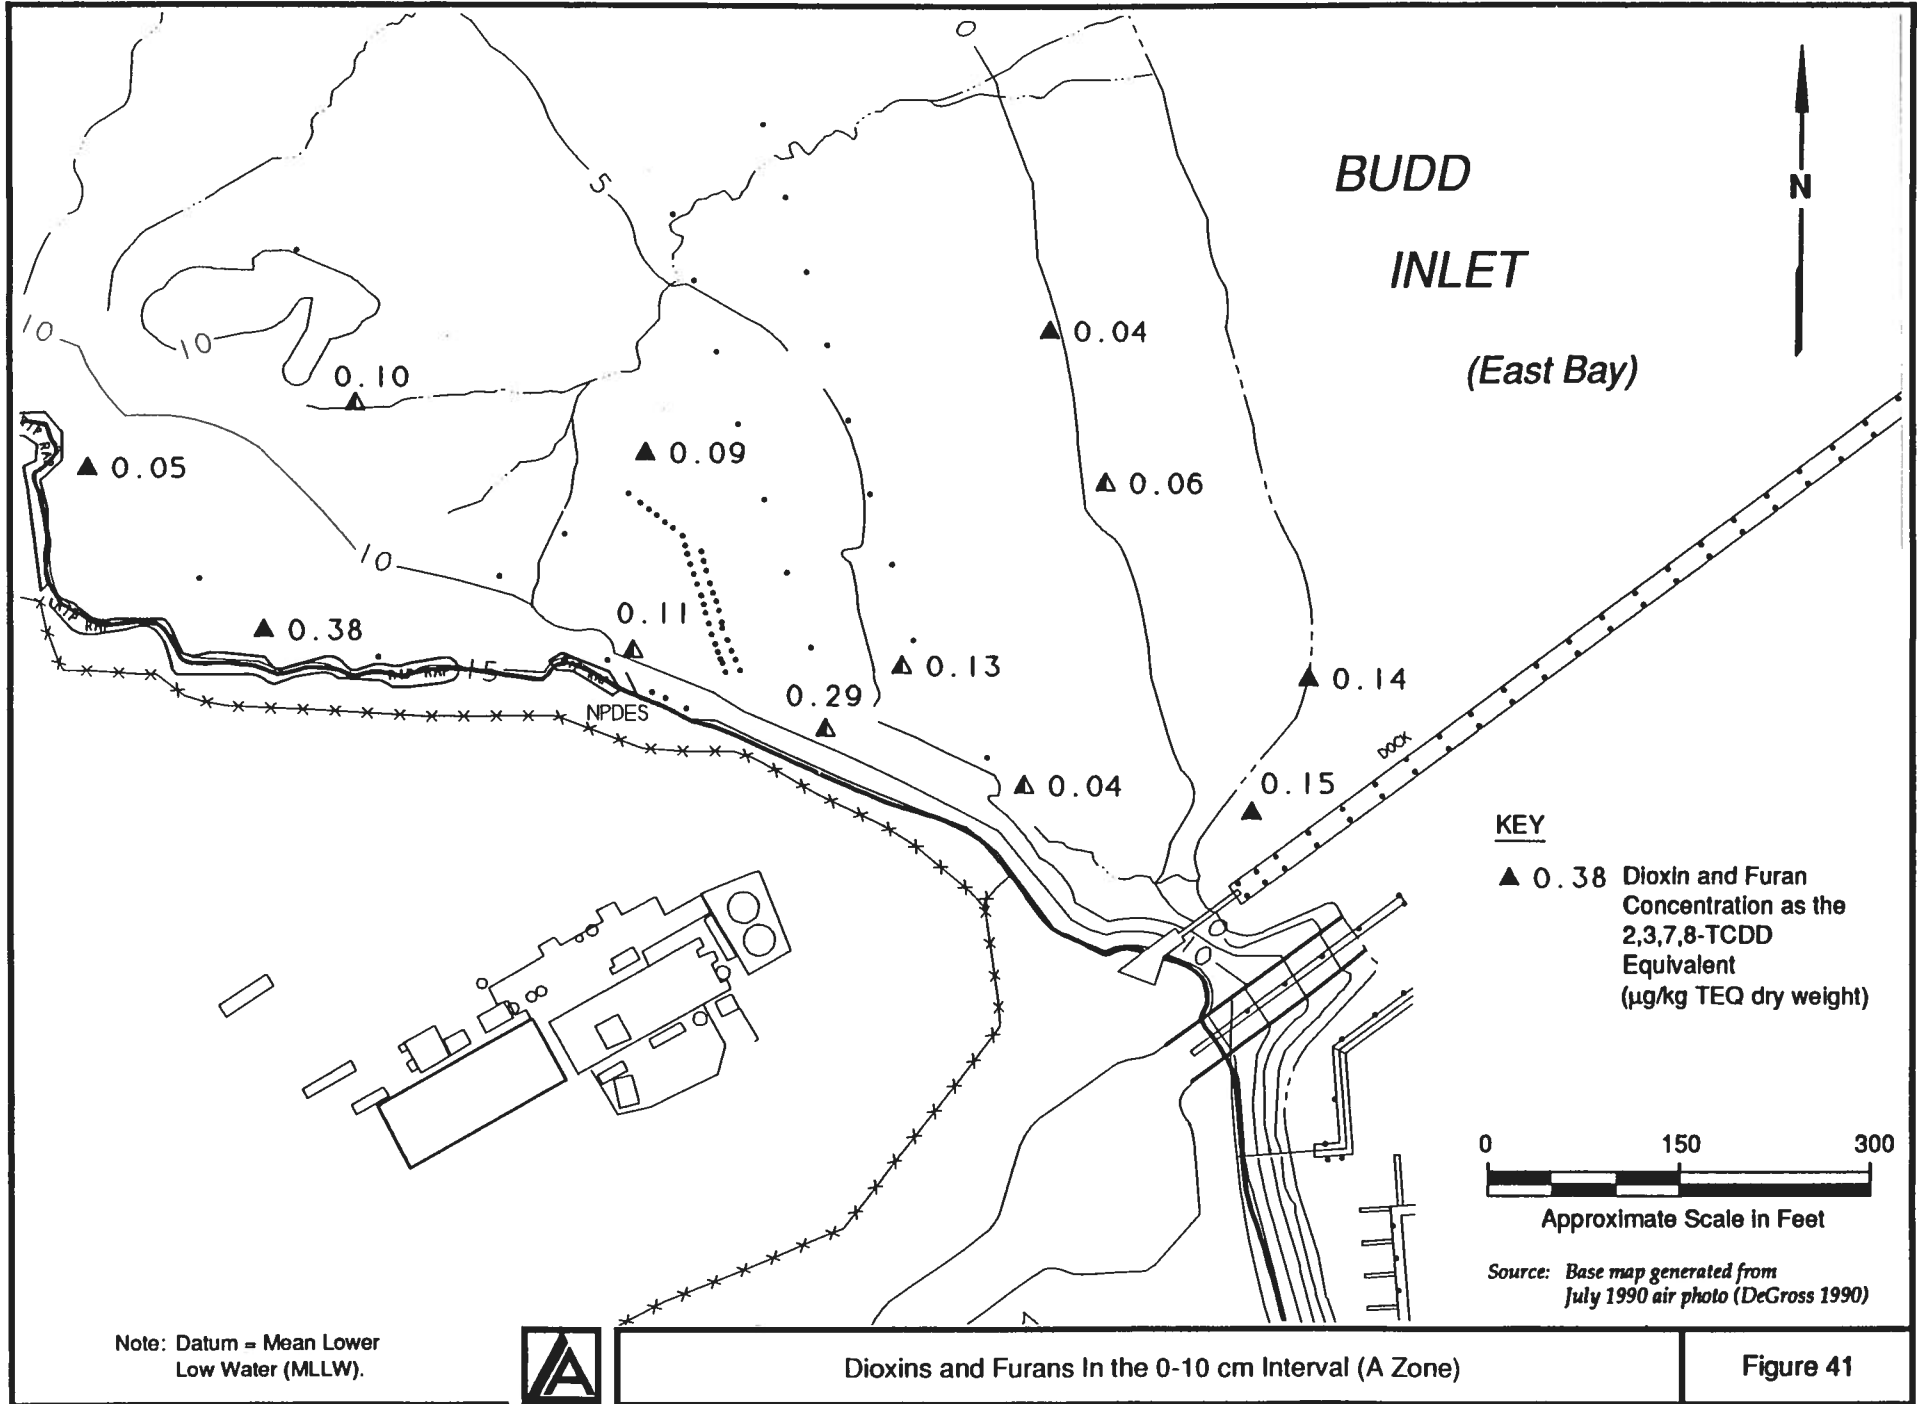 0
BUDD
5
N
INLET
10
10
0.04
(East Bay)
0.10
0.09
0.05
0.06
10
0.11
0.38
RIP RAP
15
0.13
0.14
0.29
NPDES
DOCK
0.15
0.04
KEY
0.38 Dioxin and Furan
Concentration as the
2,3,7,8-TCDD
Equivalent
(µg/kg TEQ dry weight)
0 150 300
Approximate Scale in Feet
Source: Base map generated from
July 1990 air photo (DeGross 1990)
Note: Datum = Mean Lower
Low Water (MLLW).
Dioxins and Furans In the 0-10 cm Interval (A Zone)
Figure 41